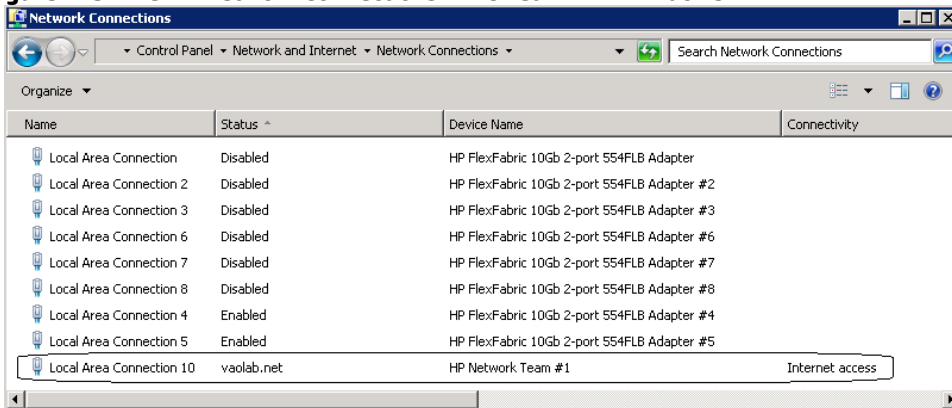 Network Connections
Control Panel Network and Internet Network Connections Search Network Connections
Organize
Name Status Device Name Connectivity
Local Area Connection Disabled HP FlexFabric 10Gb 2-port 554FLB Adapter
Local Area Connection 2 Disabled HP FlexFabric 10Gb 2-port 554FLB Adapter #2
Local Area Connection 3 Disabled HP FlexFabric 10Gb 2-port 554FLB Adapter #3
Local Area Connection 6 Disabled HP FlexFabric 10Gb 2-port 554FLB Adapter #6
Local Area Connection 7 Disabled HP FlexFabric 10Gb 2-port 554FLB Adapter #7
Local Area Connection 8 Disabled HP FlexFabric 10Gb 2-port 554FLB Adapter #8
Local Area Connection 4 Enabled HP FlexFabric 10Gb 2-port 554FLB Adapter #4
Local Area Connection 5 Enabled HP FlexFabric 10Gb 2-port 554FLB Adapter #5
Local Area Connection 10 vaolab.net HP Network Team #1 Internet access